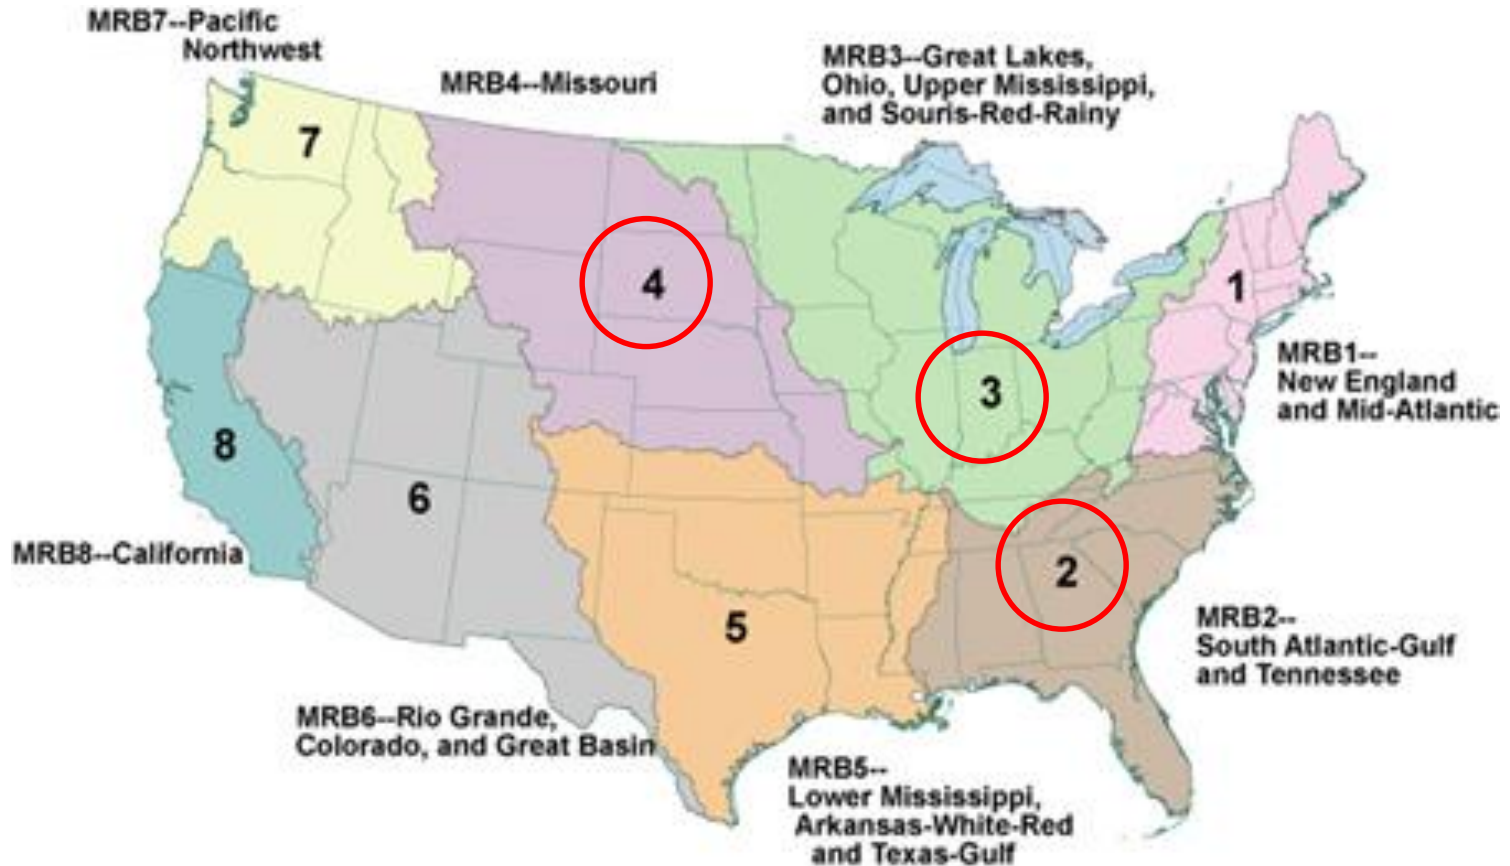 MRB7--Pacific
Northwest
MRB4--Missouri
MRB3--Great Lakes,
Ohio, Upper Mississippi,
and Souris-Red-Rainy
7
4
1
3
MRB1--
New England
and Mid-Atlantic
8
6
2
MRB8--California
5
MRB2--
South Atlantic-Gulf
and Tennessee
MRB6--Rio Grande,
Colorado, and Great Basin
MRB5--
Lower Mississippi,
Arkansas-White-Red
and Texas-Gulf